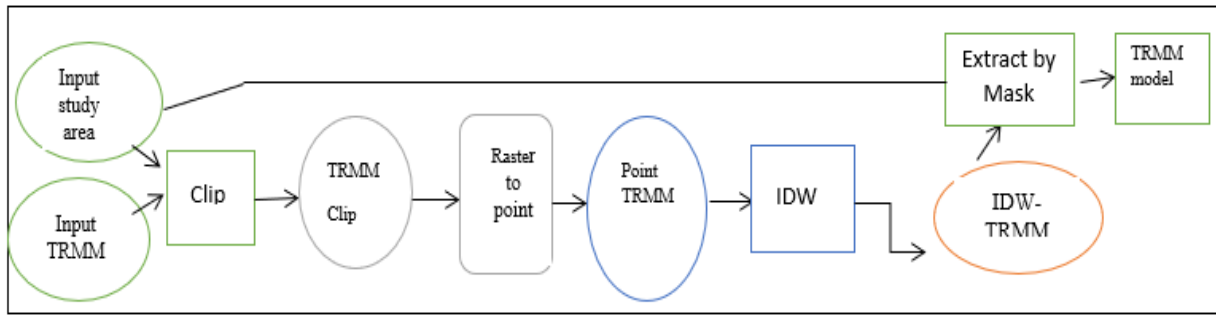 Input
study
area
Input
TRMM
Clip
TRMM
Clip
Raster
to
point
Point
TRMM
IDW
IDW-
TRMM
Extract by
Mask
TRMM
model